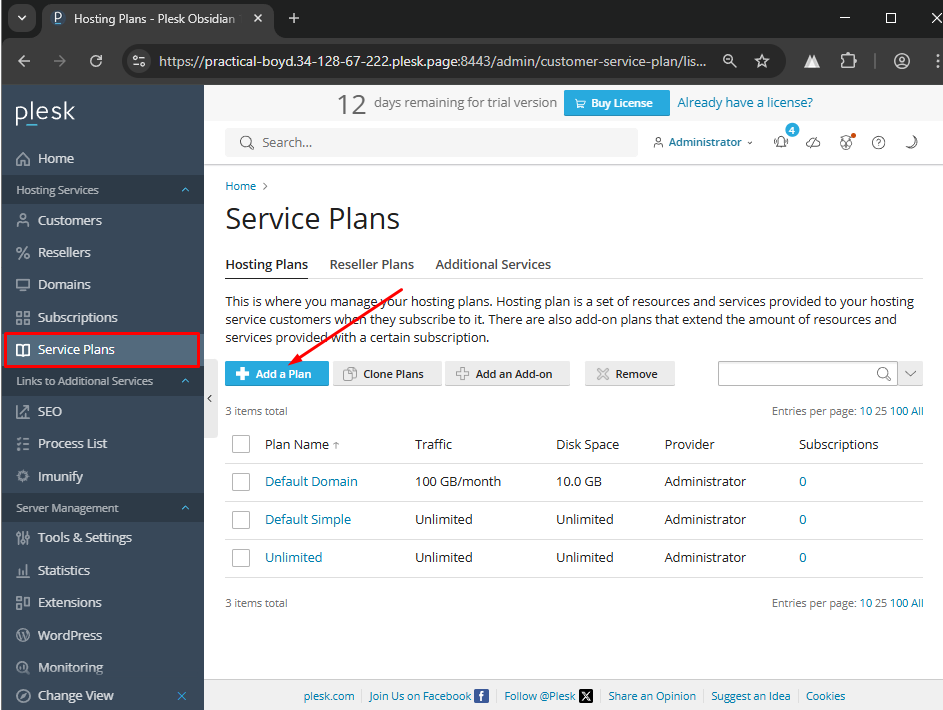 Hosting Plans - Plesk Obsidian
https://practical-boyd.34-128-67-222.plesk.page:8443/admin/customer-service-plan/lis...
plesk
12 days remaining for trial version Buy License Already have a license?
Search... Administrator 4
Home
Hosting Services
Customers
Resellers
Domains
Subscriptions
Service Plans
Links to Additional Services
SEO
Process List
Imunify
Server Management
Tools & Settings
Statistics
Extensions
WordPress
Monitoring
Change View
Home
Service Plans
Hosting Plans Reseller Plans Additional Services
This is where you manage your hosting plans. Hosting plan is a set of resources and services provided to your hosting
service customers when they subscribe to it. There are also add-on plans that extend the amount of resources and
services provided with a certain subscription.
Add a Plan Clone Plans Add an Add-on Remove
3 items total Entries per page: 10 25 100 All
Plan Name Traffic Disk Space Provider Subscriptions
Default Domain 100 GB/month 10.0 GB Administrator 0
Default Simple Unlimited Unlimited Administrator 0
Unlimited Unlimited Unlimited Administrator 0
3 items total Entries per page: 10 25 100 All
plesk.com Join Us on Facebook Follow @Plesk Share an Opinion Suggest an Idea Cookies